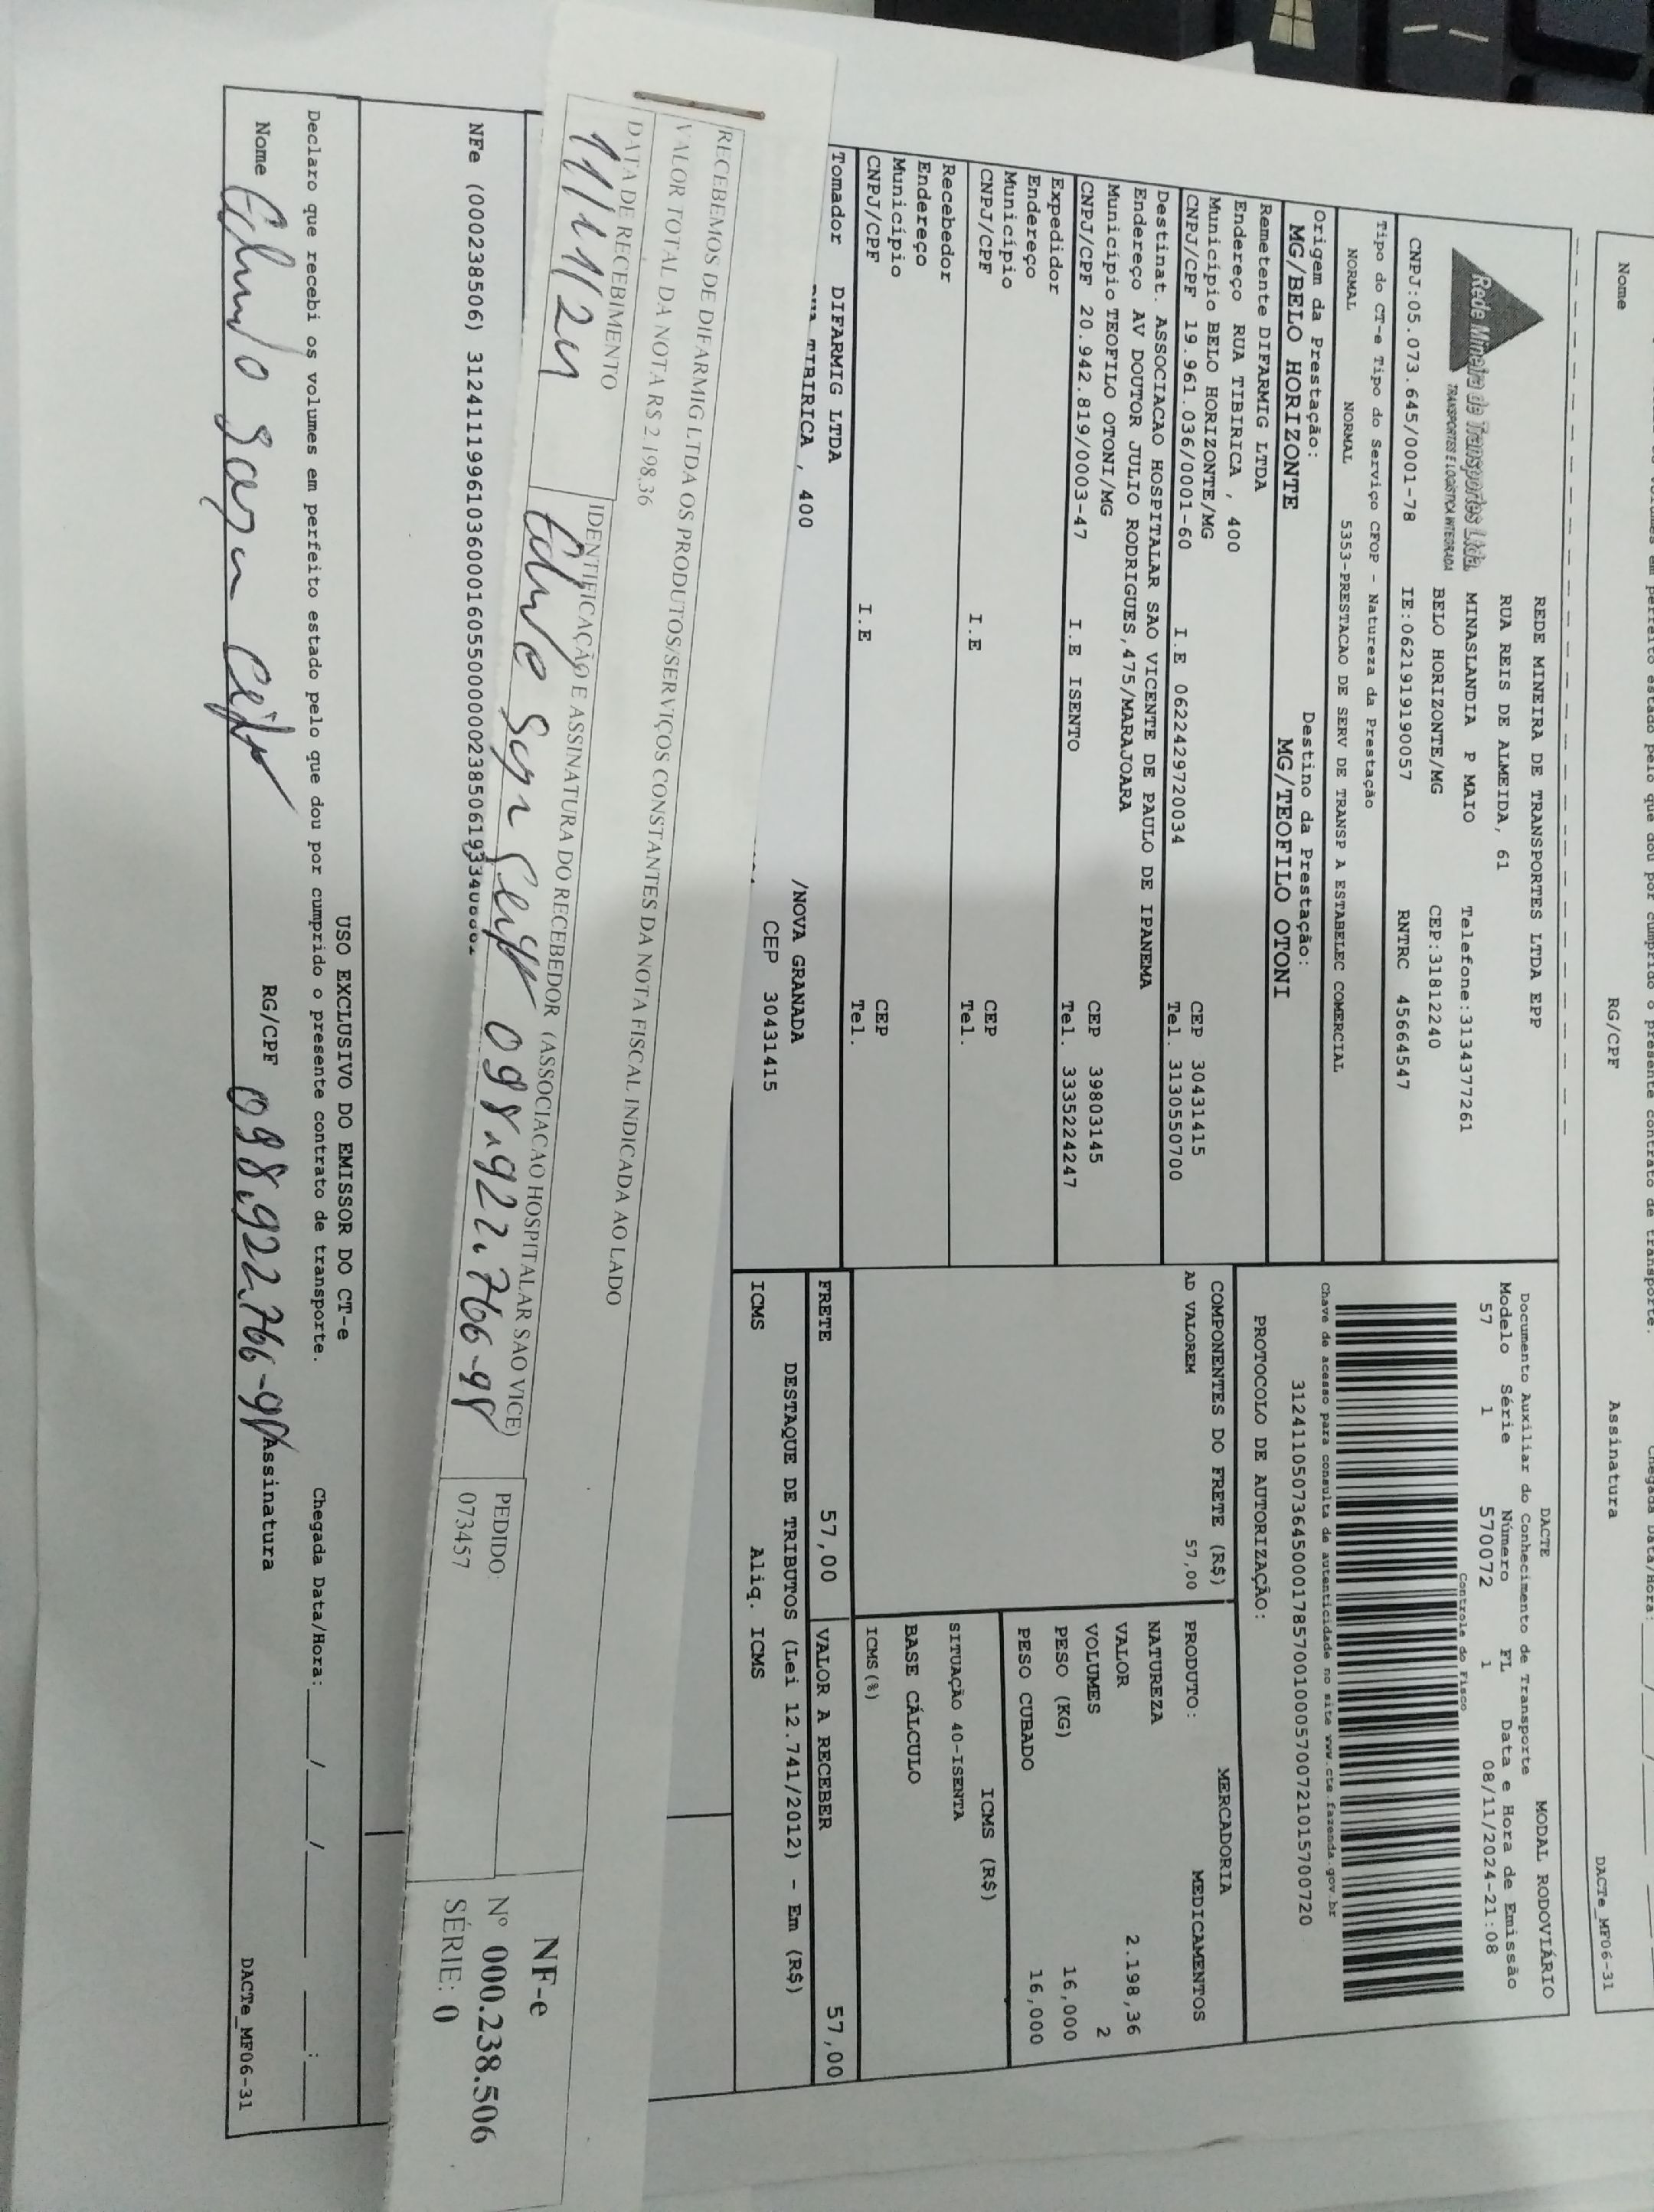 Nome RG/CPF Assinatura DACTe_MF06-31
Rede Mineira de Transportes Ltda.
TRANSPORTES E LOGÍSTICA INTEGRADA
REDE MINEIRA DE TRANSPORTES LTDA EPP
RUA REIS DE ALMEIDA, 61
MINASLANDIA P MAIO Telefone:3134377261
BELO HORIZONTE/MG CEP:31812240
CNPJ:05.073.645/0001-78 IE:0621919190057 RNTRC 45664547
DACTE MODAL RODOVIÁRIO
Documento Auxiliar do Conhecimento de Transporte
Modelo Série Número FL Data e Hora de Emissão
57 1 570072 1 08/11/2024-21:08
Controle do Fisco
Chave de acesso para consulta de autenticidade no site www.cte.fazenda.gov.br
31241105073645000178570010005700721015700720
PROTOCOLO DE AUTORIZAÇÃO:
Tipo do CT-e Tipo do Serviço CFOP - Natureza da Prestação
NORMAL NORMAL 5353-PRESTACAO DE SERV DE TRANSP A ESTABELEC COMERCIAL
Origem da Prestação: Destino da Prestação:
MG/BELO HORIZONTE MG/TEOFILO OTONI
Remetente DIFARMIG LTDA
Endereço RUA TIBIRICA , 400
Município BELO HORIZONTE/MG CEP 30431415
CNPJ/CPF 19.961.036/0001-60 I.E 0622429720034 Tel. 3130550700
Destinat. ASSOCIACAO HOSPITALAR SAO VICENTE DE PAULO DE IPANEMA
Endereço AV DOUTOR JULIO RODRIGUES,475/MARAJOARA
Município TEOFILO OTONI/MG CEP 39803145
CNPJ/CPF 20.942.819/0003-47 I.E ISENTO Tel. 3335224247
Expedidor
Endereço
Município CEP
CNPJ/CPF I.E Tel.
Recebedor
Endereço
Município CEP
CNPJ/CPF I.E Tel.
Tomador DIFARMIG LTDA
TIBIRICA , 400 /NOVA GRANADA
CEP 30431415
COMPONENTES DO FRETE (R$)
AD VALOREM 57,00
MERCADORIA
PRODUTO: MEDICAMENTOS
NATUREZA
VALOR 2.198,36
VOLUMES 2
PESO (KG) 16,000
PESO CUBADO 16,000
ICMS (R$)
SITUAÇÃO 40-ISENTA
BASE CÁLCULO
ICMS(%)
FRETE 57,00 VALOR A RECEBER 57,00
DESTAQUE DE TRIBUTOS (Lei 12.741/2012) - Em (R$)
ICMS Aliq. ICMS
RECEBEMOS DE DIFARMIG LTDA OS PRODUTOS/SERVIÇOS CONSTANTES DA NOTA FISCAL INDICADA AO LADO
VALOR TOTAL DA NOTA R$ 2.198,36
DATA DE RECEBIMENTO
11/11/24
IDENTIFICAÇÃO E ASSINATURA DO RECEBEDOR (ASSOCIACAO HOSPITALAR SAO VICE)
098.922.766-98
PEDIDO:
073457
NF-e
Nº 000.238.506
SÉRIE: 0
NFe (000238506)
USO EXCLUSIVO DO EMISSOR DO CT-e
Declaro que recebi os volumes em perfeito estado pelo que dou por cumprido o presente contrato de transporte. Chegada Data/Hora:___/___/______ ___:___
Nome RG/CPF 098.922.766-98 Assinatura DACTe_MF06-31